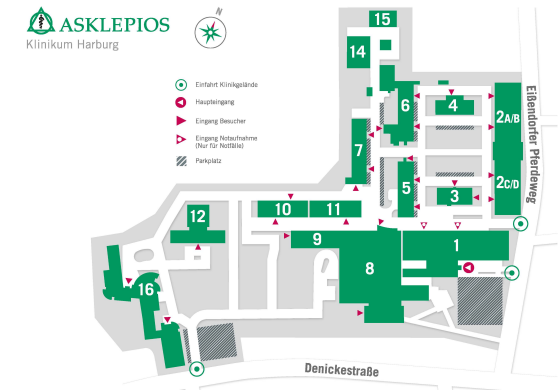 ASKLEPIOS
Klinikum Harburg
N
Einfahrt Klinikgelände
Haupteingang
Eingang Besucher
Eingang Notaufnahme
(Nur für Notfälle)
Parkplatz
15
14
6
4
2A/B
7
5
3
2C/D
Eißendorfer Pferdeweg
12
10
11
9
1
8
16
Denickestraße